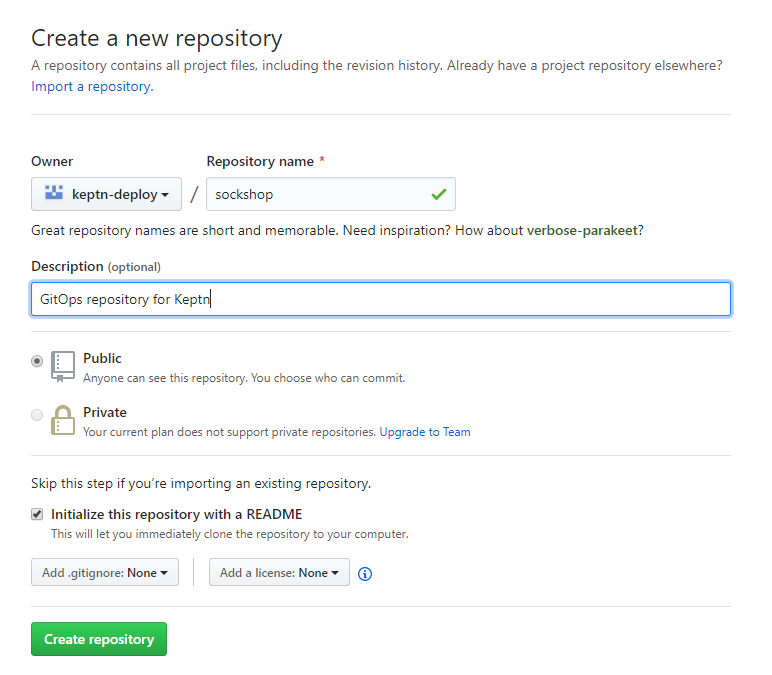 Create a new repository
A repository contains all project files, including the revision history. Already have a project repository elsewhere?
Import a repository.
Owner
Repository name *
keptn-deploy / sockshop
Great repository names are short and memorable. Need inspiration? How about verbose-parakeet?
Description (optional)
GitOps repository for Keptn
Public
Anyone can see this repository. You choose who can commit.
Private
Your current plan does not support private repositories. Upgrade to Team
Skip this step if you’re importing an existing repository.
Initialize this repository with a README
This will let you immediately clone the repository to your computer.
Add .gitignore: None
Add a license: None
Create repository